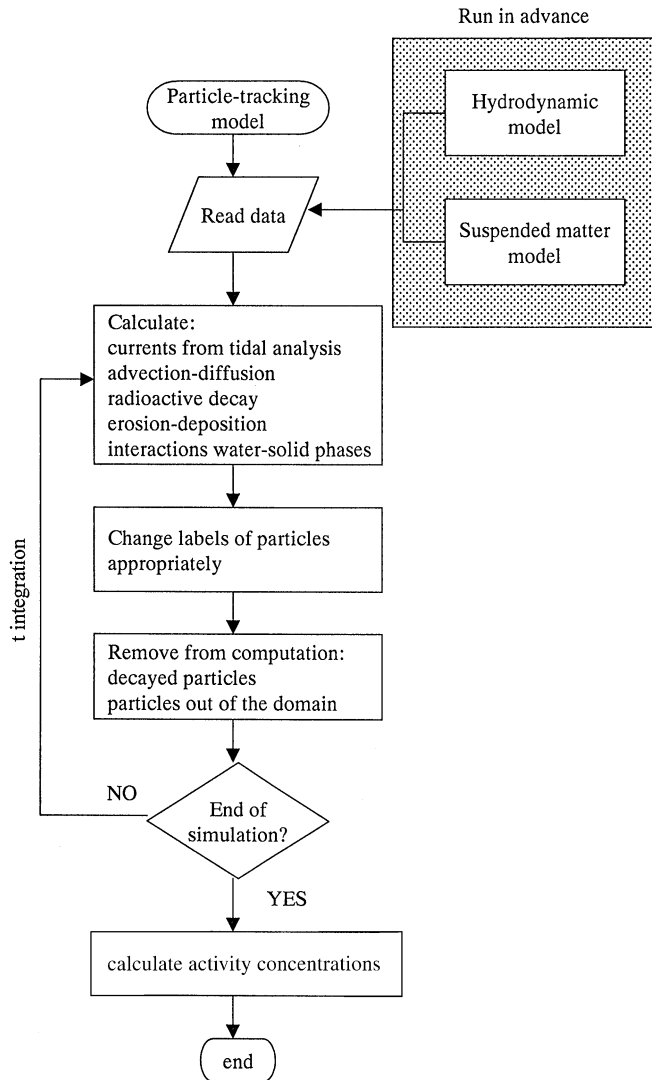 Run in advance
Particle-tracking
model
Hydrodynamic
model
Read data
Suspended matter
model
Calculate:
currents from tidal analysis
advection-diffusion
radioactive decay
erosion-deposition
interactions water-solid phases
Change labels of particles
appropriately
t integration
Remove from computation:
decayed particles
particles out of the domain
NO
End of
simulation?
YES
calculate activity concentrations
end